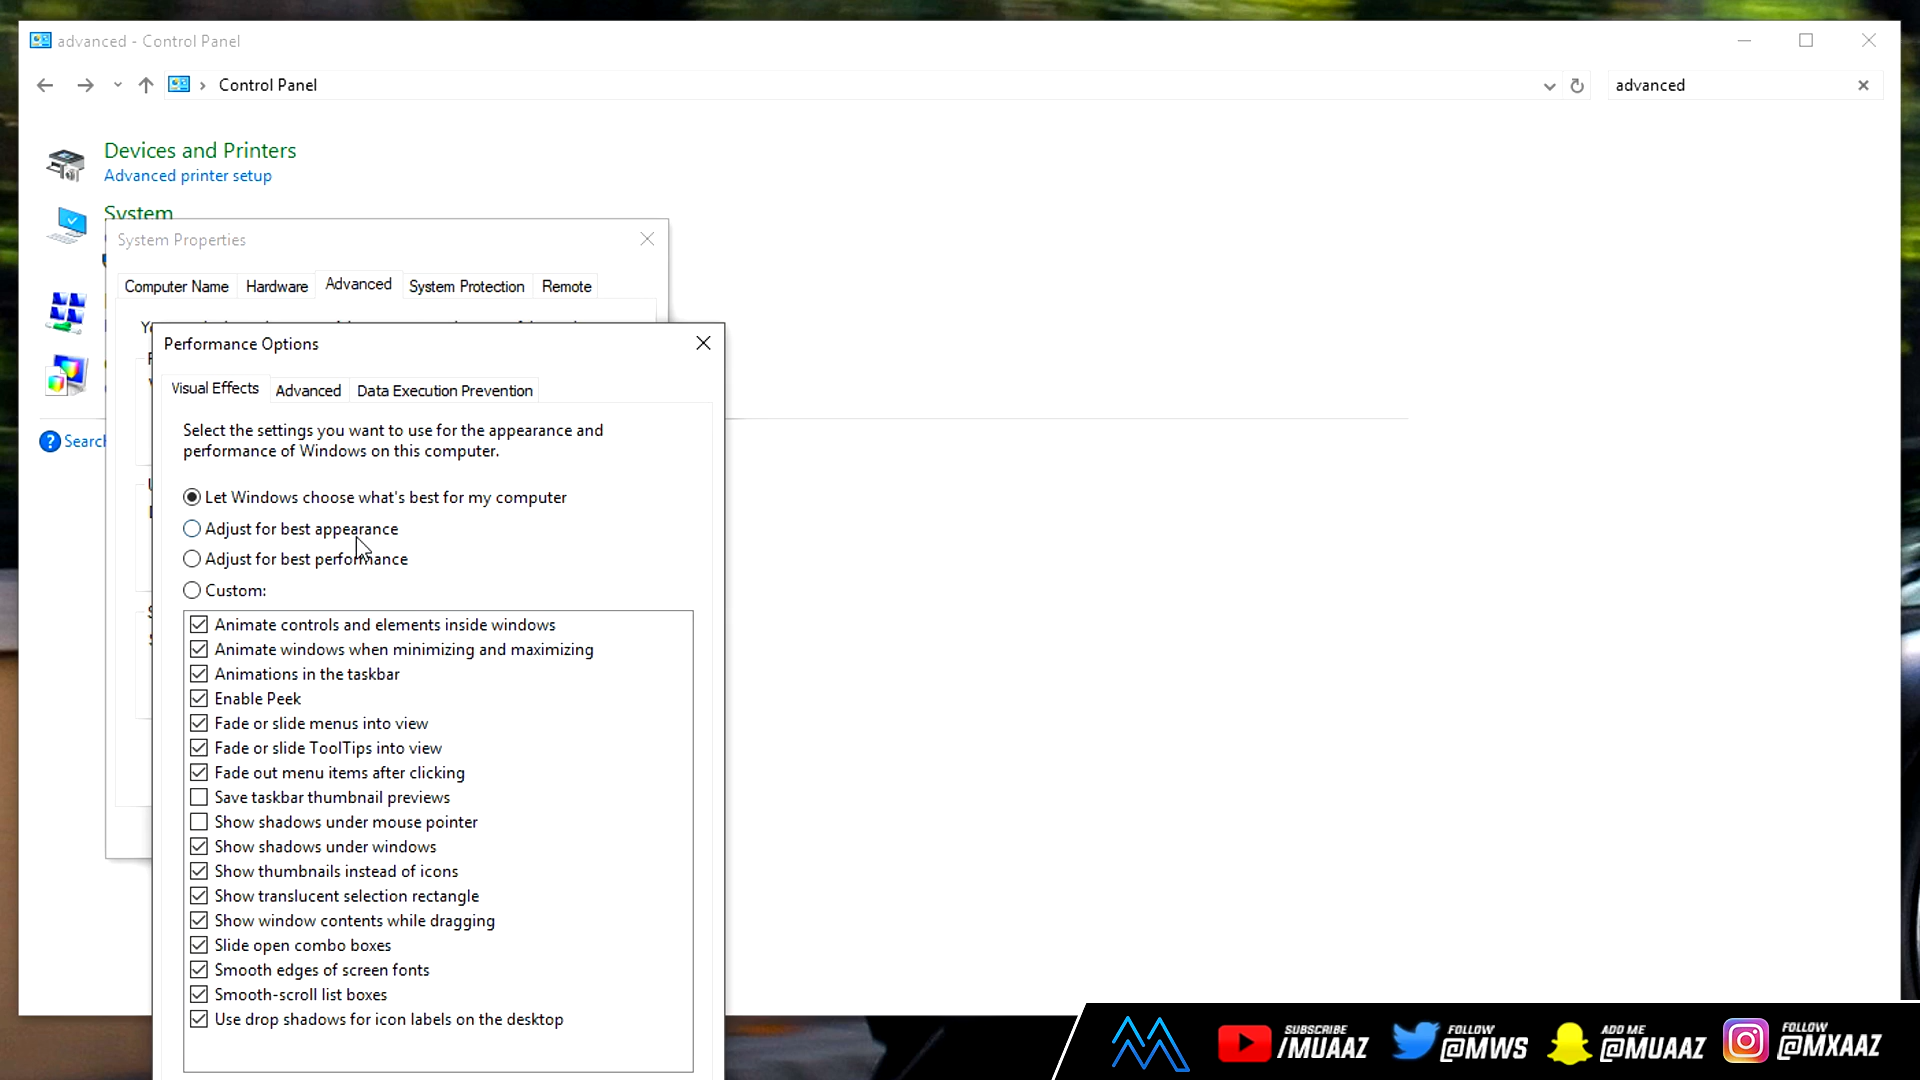 advanced - Control Panel
Control Panel
advanced
Devices and Printers
Advanced printer setup
System
System Properties
Computer Name
Hardware
Advanced
System Protection
Remote
Performance Options
Visual Effects
Advanced
Data Execution Prevention
Select the settings you want to use for the appearance and
performance of Windows on this computer.
Search
Let Windows choose what's best for my computer
Adjust for best appearance
Adjust for best performance
Custom:
Animate controls and elements inside windows
Animate windows when minimizing and maximizing
Animations in the taskbar
Enable Peek
Fade or slide menus into view
Fade or slide ToolTips into view
Fade out menu items after clicking
Save taskbar thumbnail previews
Show shadows under mouse pointer
Show shadows under windows
Show thumbnails instead of icons
Show translucent selection rectangle
Show window contents while dragging
Slide open combo boxes
Smooth edges of screen fonts
Smooth-scroll list boxes
Use drop shadows for icon labels on the desktop
SUBSCRIBE
/MUAAZ
FOLLOW
@MWS
ADD ME
@MUAAZ
FOLLOW
@MXAAZ